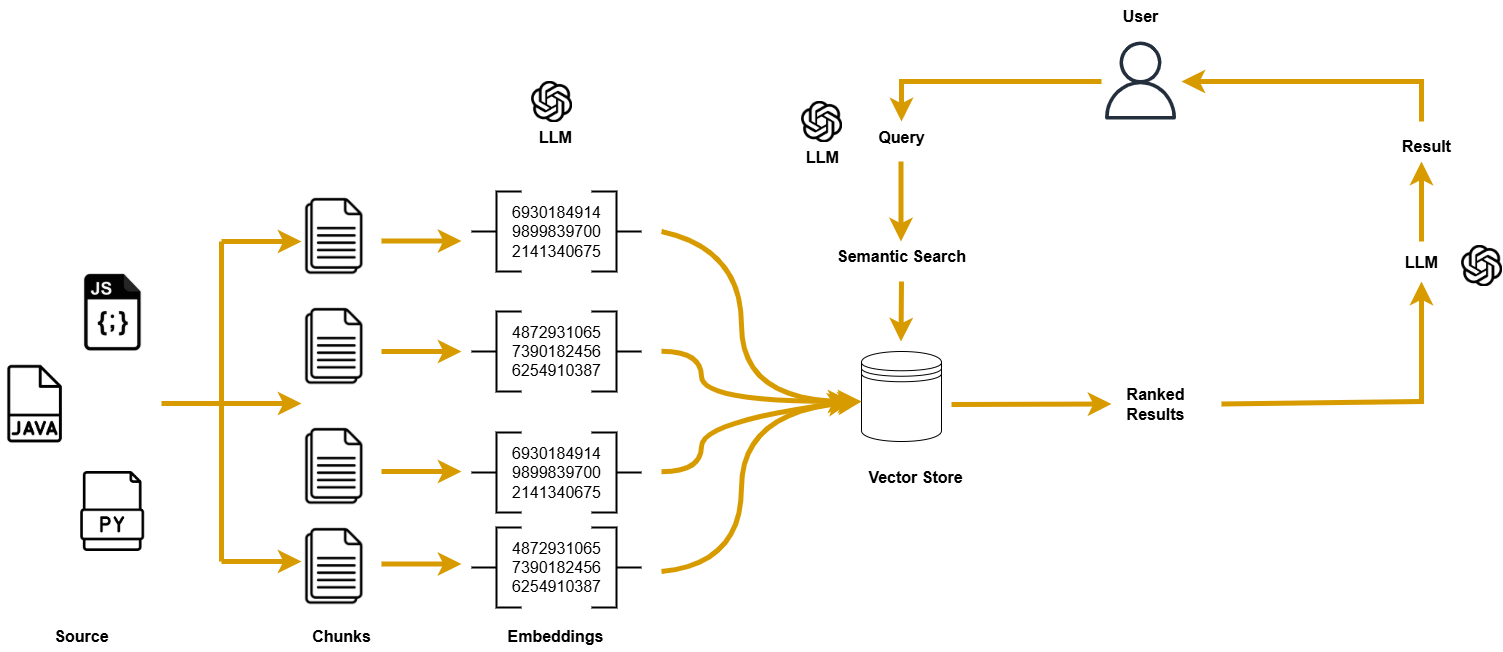 User
LLM
LLM
Query
Result
6930184914
9899839700
2141340675
Semantic Search
LLM
JS
{;}
4872931065
7390182456
6254910387
JAVA
Ranked
Results
6930184914
9899839700
2141340675
Vector Store
PY
4872931065
7390182456
6254910387
Source
Chunks
Embeddings